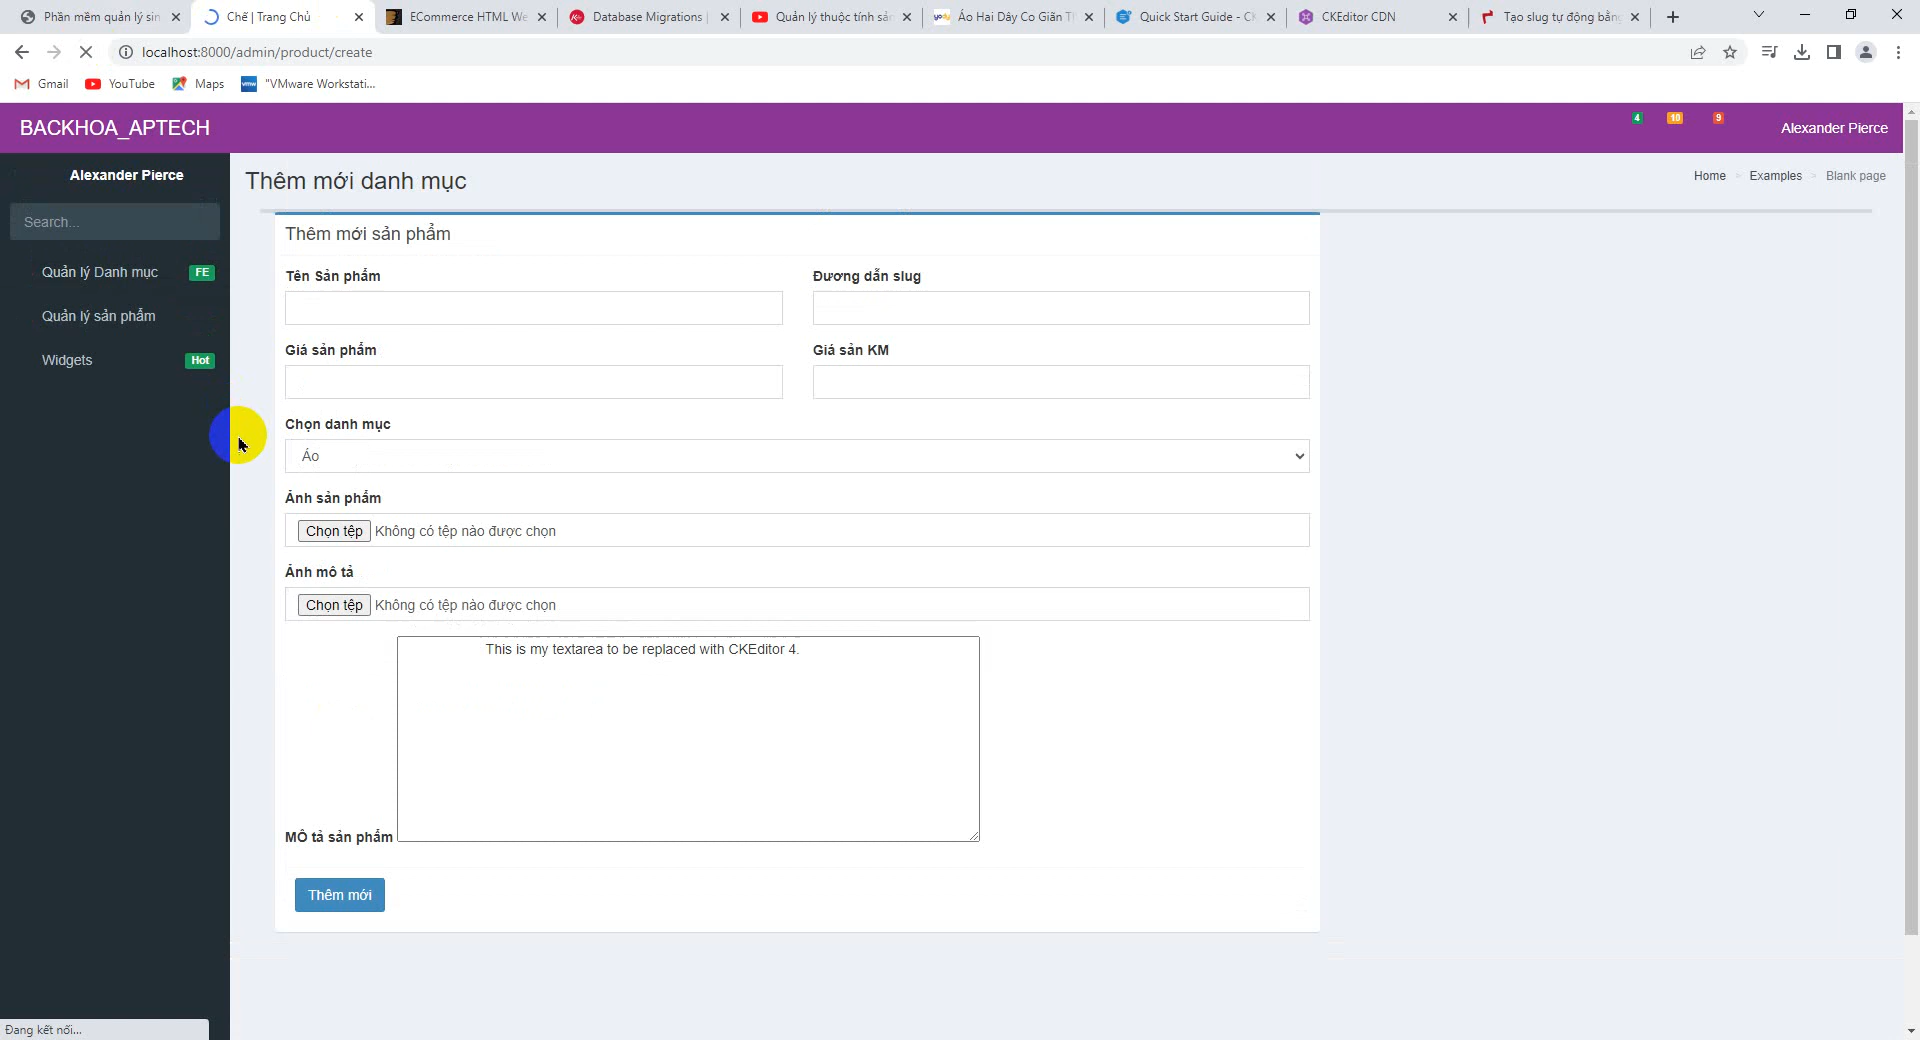 Phần mềm quản lý sin
Chế | Trang Chủ
ECommerce HTML We
Database Migrations |
Quản lý thuộc tính sả
Áo Hai Dây Co Giãn T
Quick Start Guide - CK
CKEditor CDN
Tạo slug tự động bằn
localhost:8000/admin/product/create
Gmail
YouTube
Maps
"VMware Workstati...
BACKHOA_APTECH
4
10
9
Alexander Pierce
Alexander Pierce
Search...
Quản lý Danh mục FE
Quản lý sản phẩm
Widgets Hot
Thêm mới danh mục
Home
Examples
Blank page
Thêm mới sản phẩm
Tên Sản phẩm
Đương dẫn slug
Giá sản phẩm
Giá sản KM
Chọn danh mục
Áo
Ảnh sản phẩm
Chọn tệp Không có tệp nào được chọn
Ảnh mô tả
Chọn tệp Không có tệp nào được chọn
This is my textarea to be replaced with CKEditor 4.
MÔ tả sản phẩm
Thêm mới
Đang kết nối...